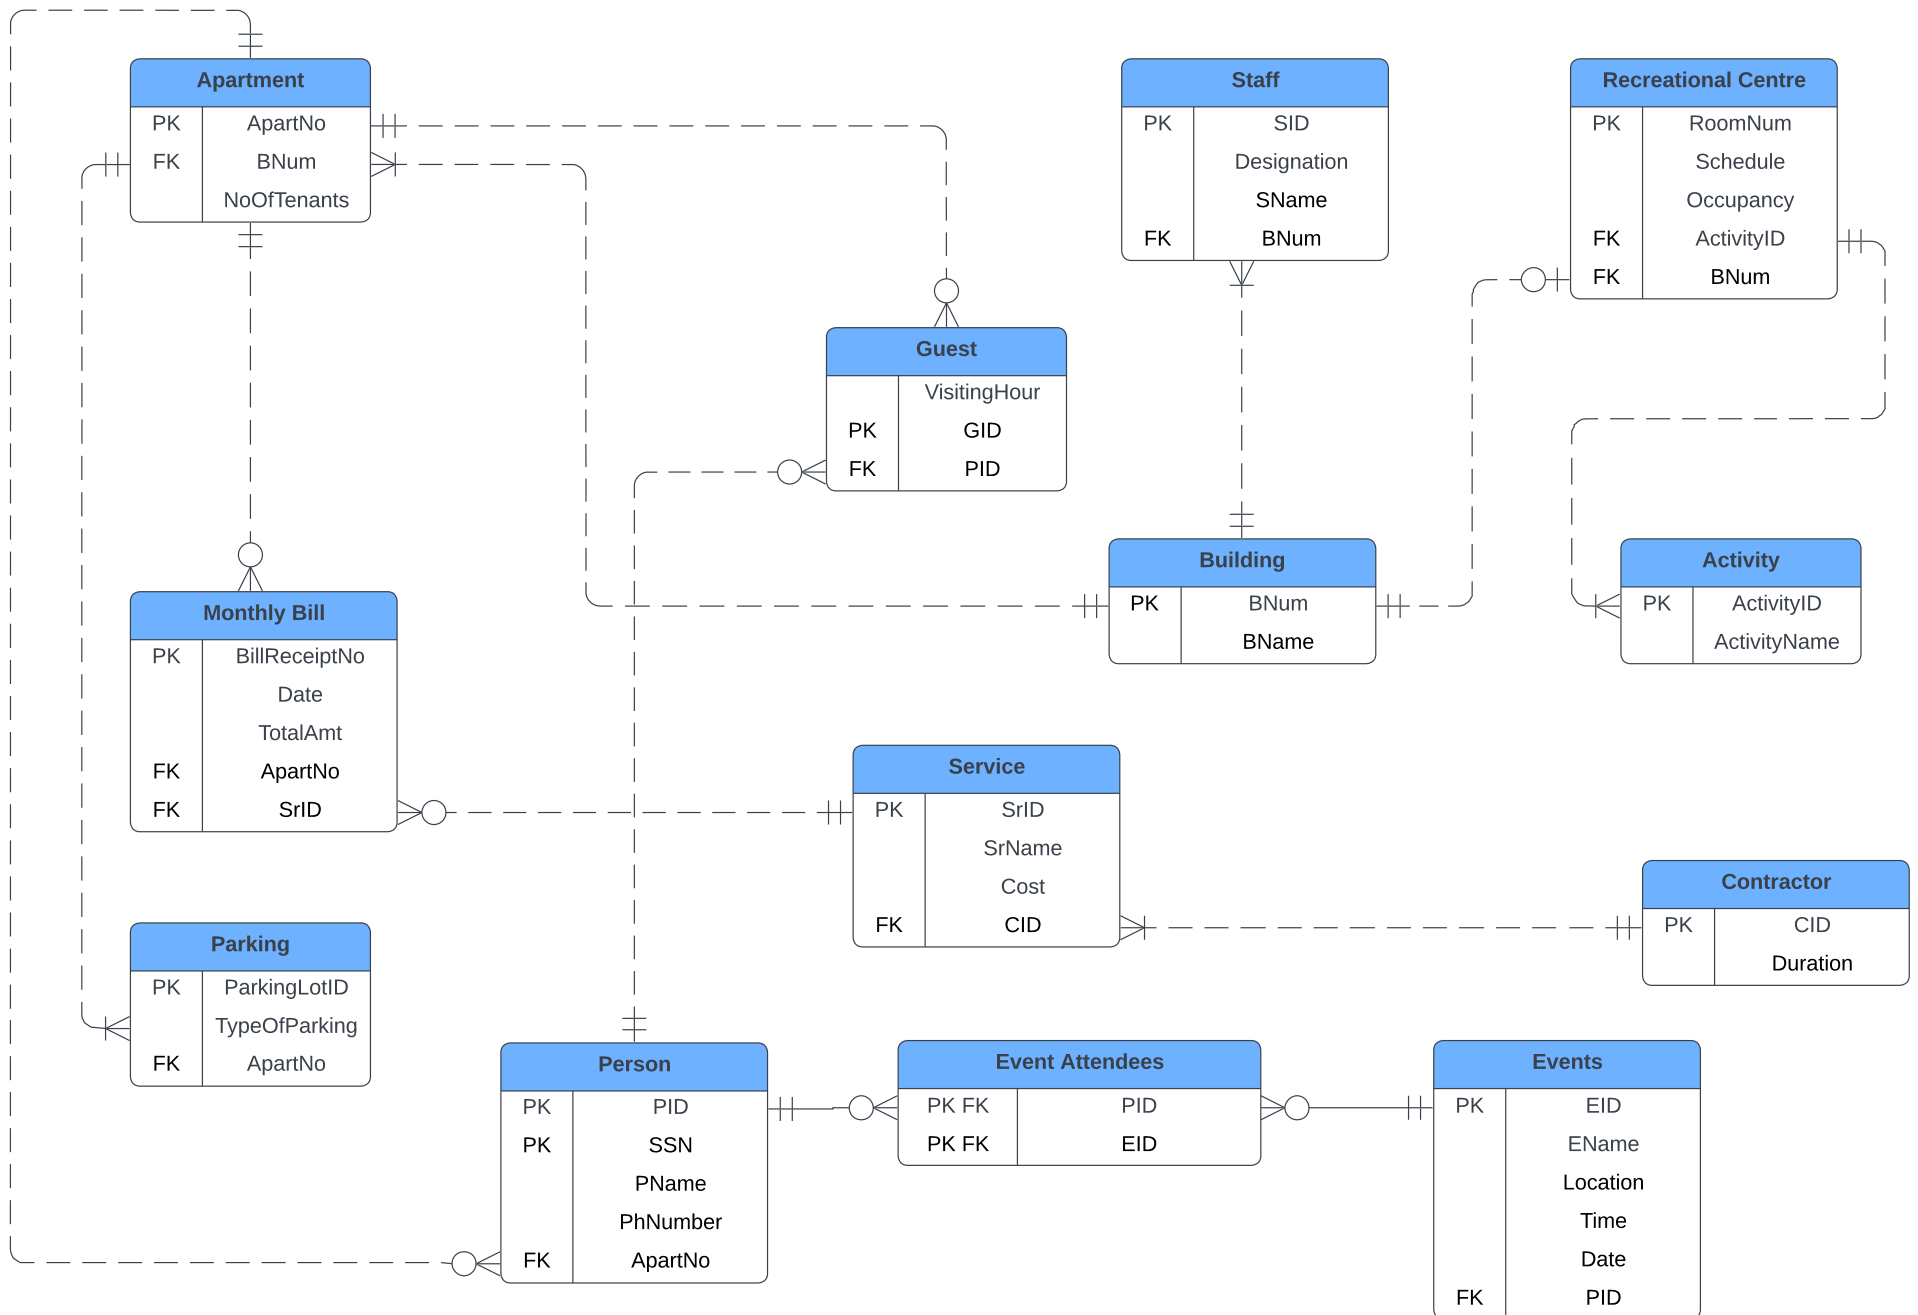 Apartment
PK ApartNo
FK BNum
NoOfTenants
Staff
PK SID
Designation
SName
FK BNum
Recreational Centre
PK RoomNum
Schedule
Occupancy
FK ActivityID
FK BNum
Guest
VisitingHour
PK GID
FK PID
Building
PK BNum
BName
Activity
PK ActivityID
ActivityName
Monthly Bill
PK BillReceiptNo
Date
TotalAmt
FK ApartNo
FK SrID
Service
PK SrID
SrName
Cost
FK CID
Contractor
PK CID
Duration
Parking
PK ParkingLotID
TypeOfParking
FK ApartNo
Person
PK PID
PK SSN
PName
PhNumber
FK ApartNo
Event Attendees
PK FK PID
PK FK EID
Events
PK EID
EName
Location
Time
Date
FK PID